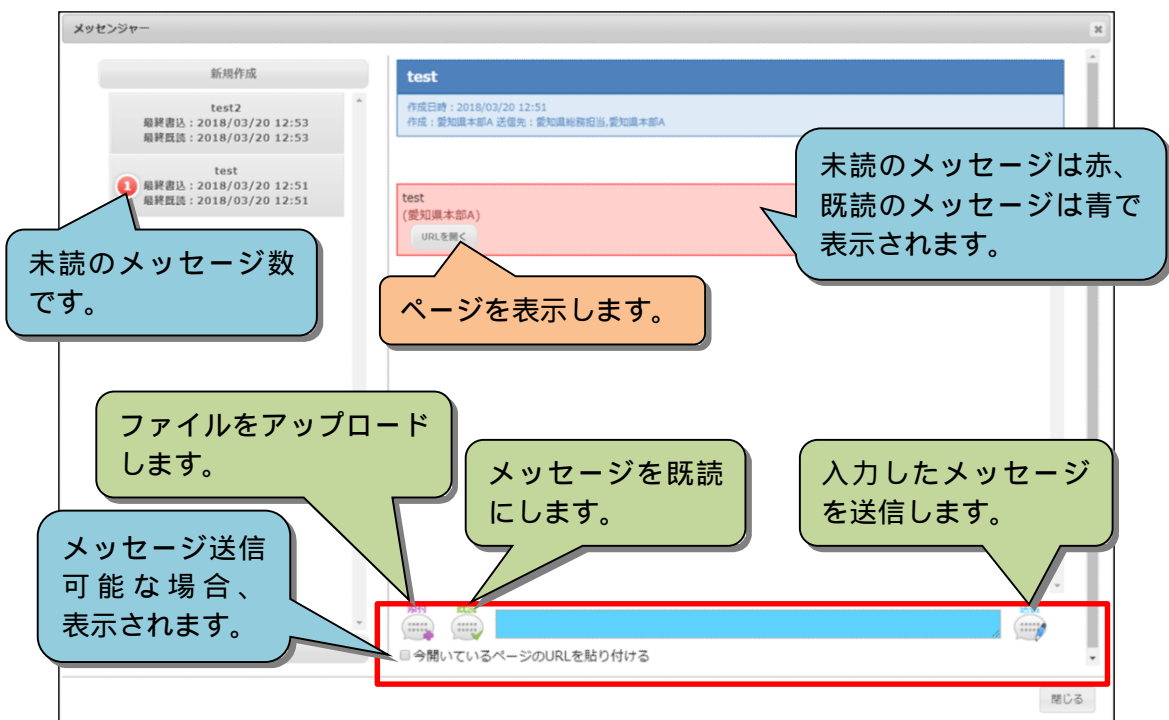 メッセンジャー
新規作成
test2
最終書込：2018/03/20 12:53
最終既読：2018/03/20 12:53
test
1
最終書込：2018/03/20 12:51
最終既読：2018/03/20 12:51
未読のメッセージ数
です。
test
作成日時：2018/03/20 12:51
作成：愛知県本部A 送信先：愛知県総務担当,愛知県本部A
test
(愛知県本部A)
URLを開く
未読のメッセージは赤、
既読のメッセージは青で
表示されます。
ページを表示します。
ファイルをアップロード
します。
メッセージを既読
にします。
入力したメッセージ
を送信します。
メッセージ送信
可能な場合、
表示されます。
添付
既読
今開いているページのURLを貼り付ける
閉じる